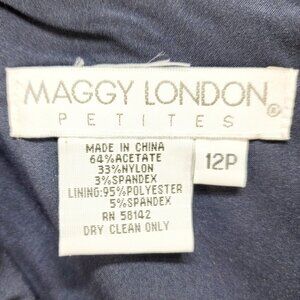 MAGGY LONDON®
PETITES
MADE IN CHINA
64%ACETATE
33%NYLON
3%SPANDEX
LINING:95%POLYESTER
5%SPANDEX
RN 58142
DRY CLEAN ONLY
12P